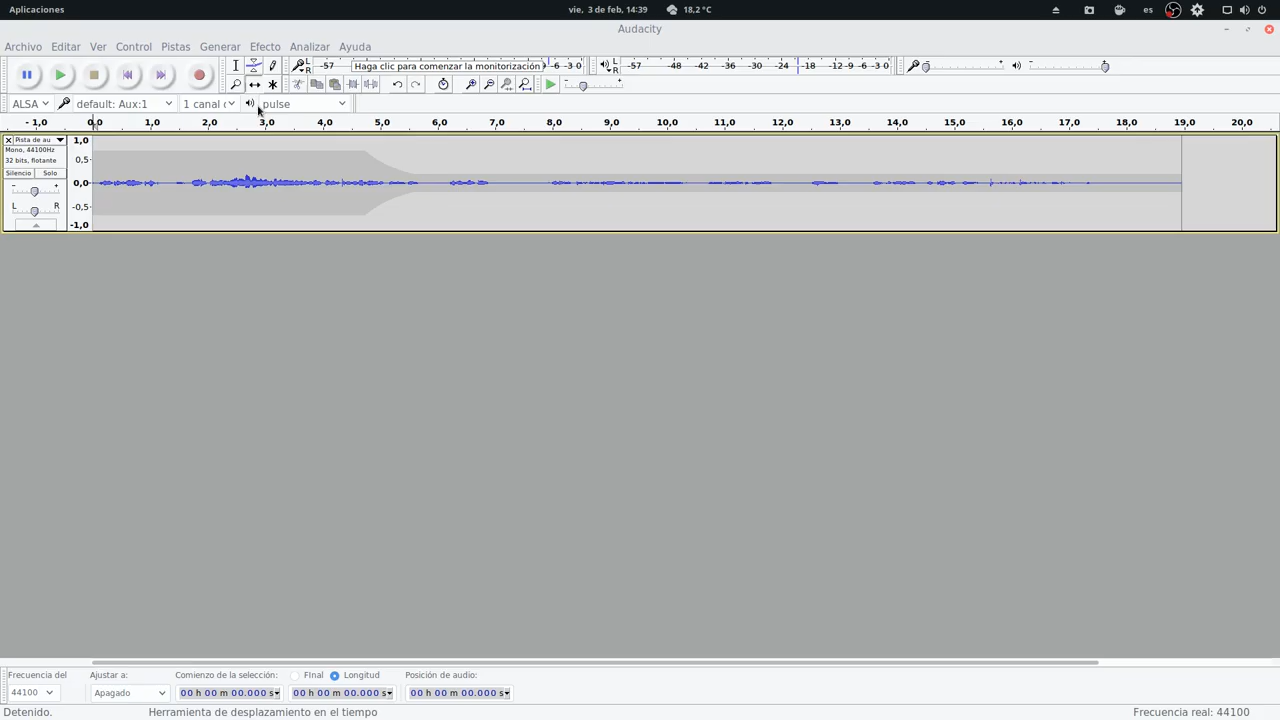 Aplicaciones
vie, 3 de feb, 14:39
18,2 °C
es
Audacity
Archivo Editar Ver Control Pistas Generar Efecto Analizar Ayuda
L R -57 Haga clic para comenzar la monitorización -6 -3 0
L R -57 -48 -42 -36 -30 -24 -18 -12 -9 -6 -3 0
- + - +
- +
ALSA default: Aux:1 1 canal ( pulse
- 1,0 0,0 1,0 2,0 3,0 4,0 5,0 6,0 7,0 8,0 9,0 10,0 11,0 12,0 13,0 14,0 15,0 16,0 17,0 18,0 19,0 20,0
Pista de au 1,0
Mono, 44100Hz
32 bits, flotante 0,5-
Silencio Solo
0,0-
- +
L R -0,5-
-1,0
Frecuencia del Ajustar a: Comienzo de la selección: FInal Longitud Posición de audio:
44100 Apagado 00 h 00 m 00.000 s 00 h 00 m 00.000 s 00 h 00 m 00.000 s
Detenido. Herramienta de desplazamiento en el tiempo Frecuencia real: 44100